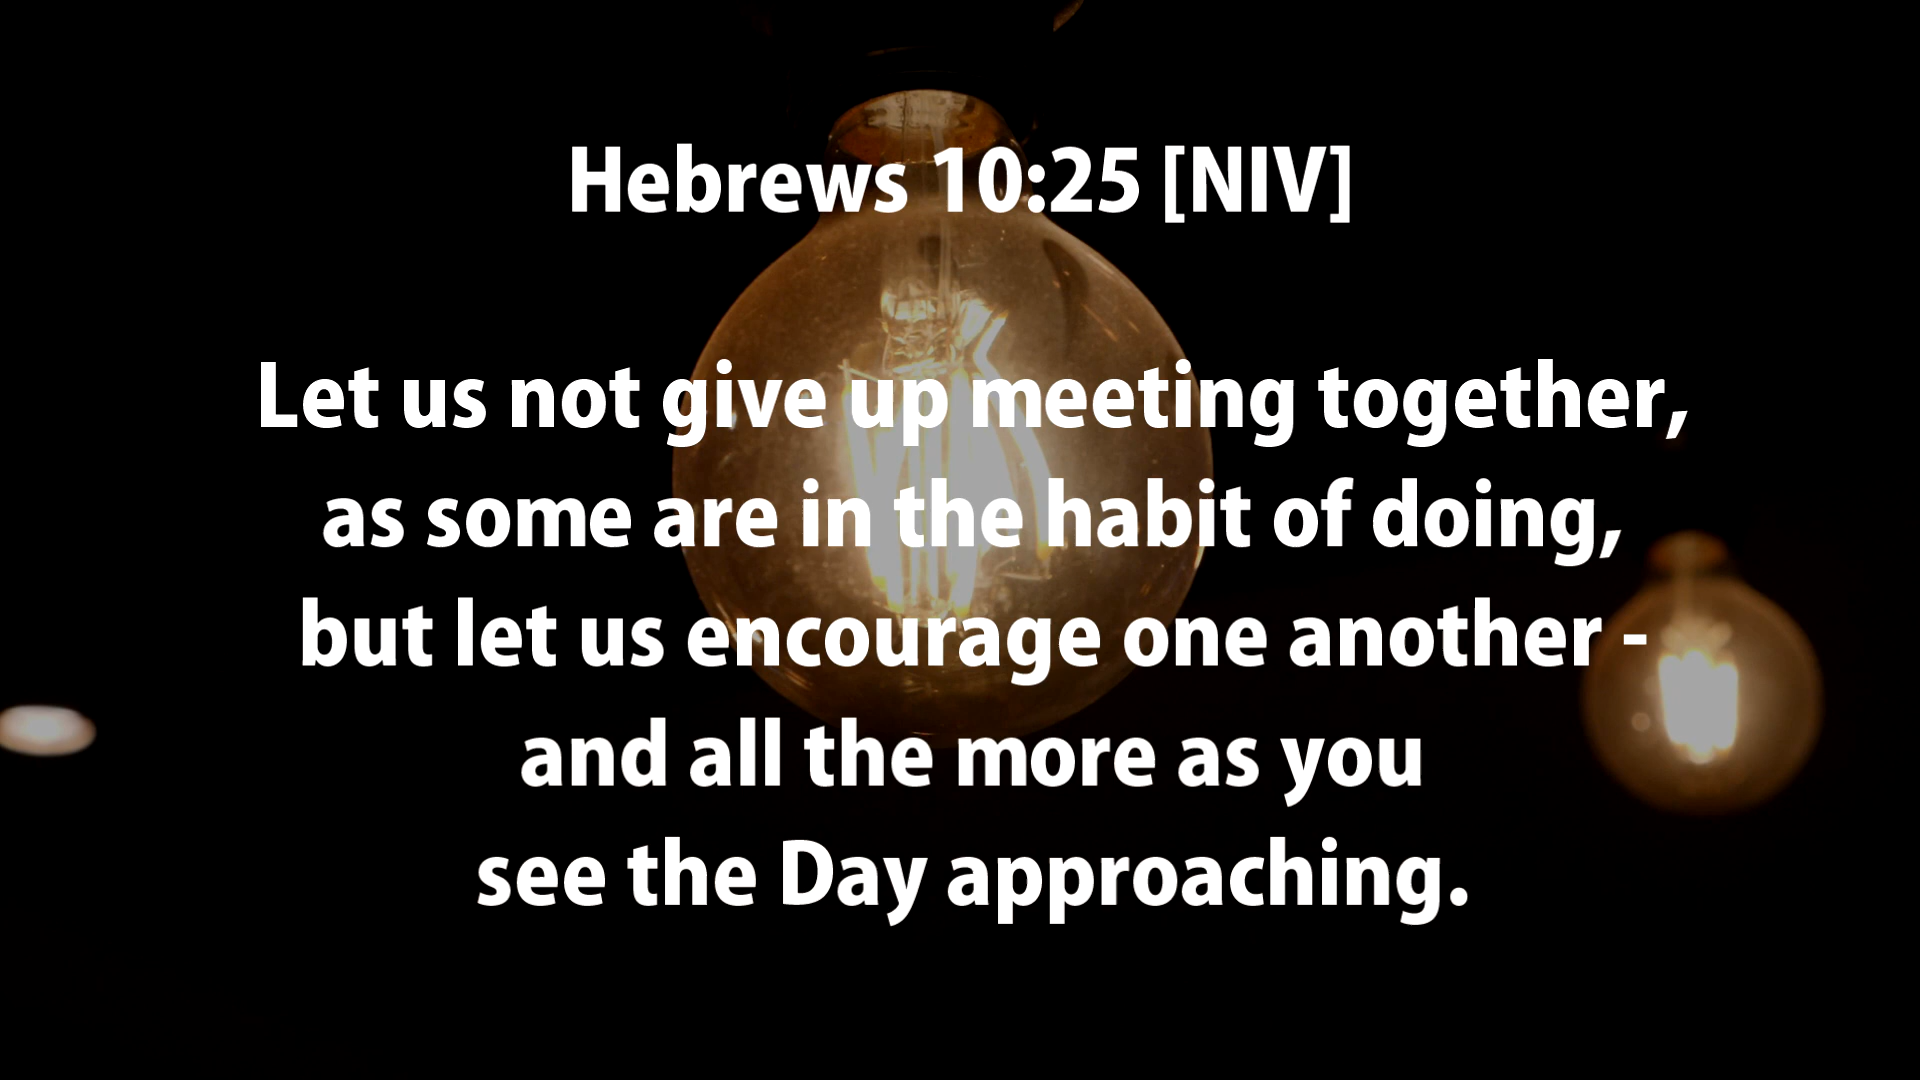 Hebrews 10:25 [NIV]
Let us not give up meeting together,
as some are in the habit of doing,
but let us encourage one another -
and all the more as you
see the Day approaching.